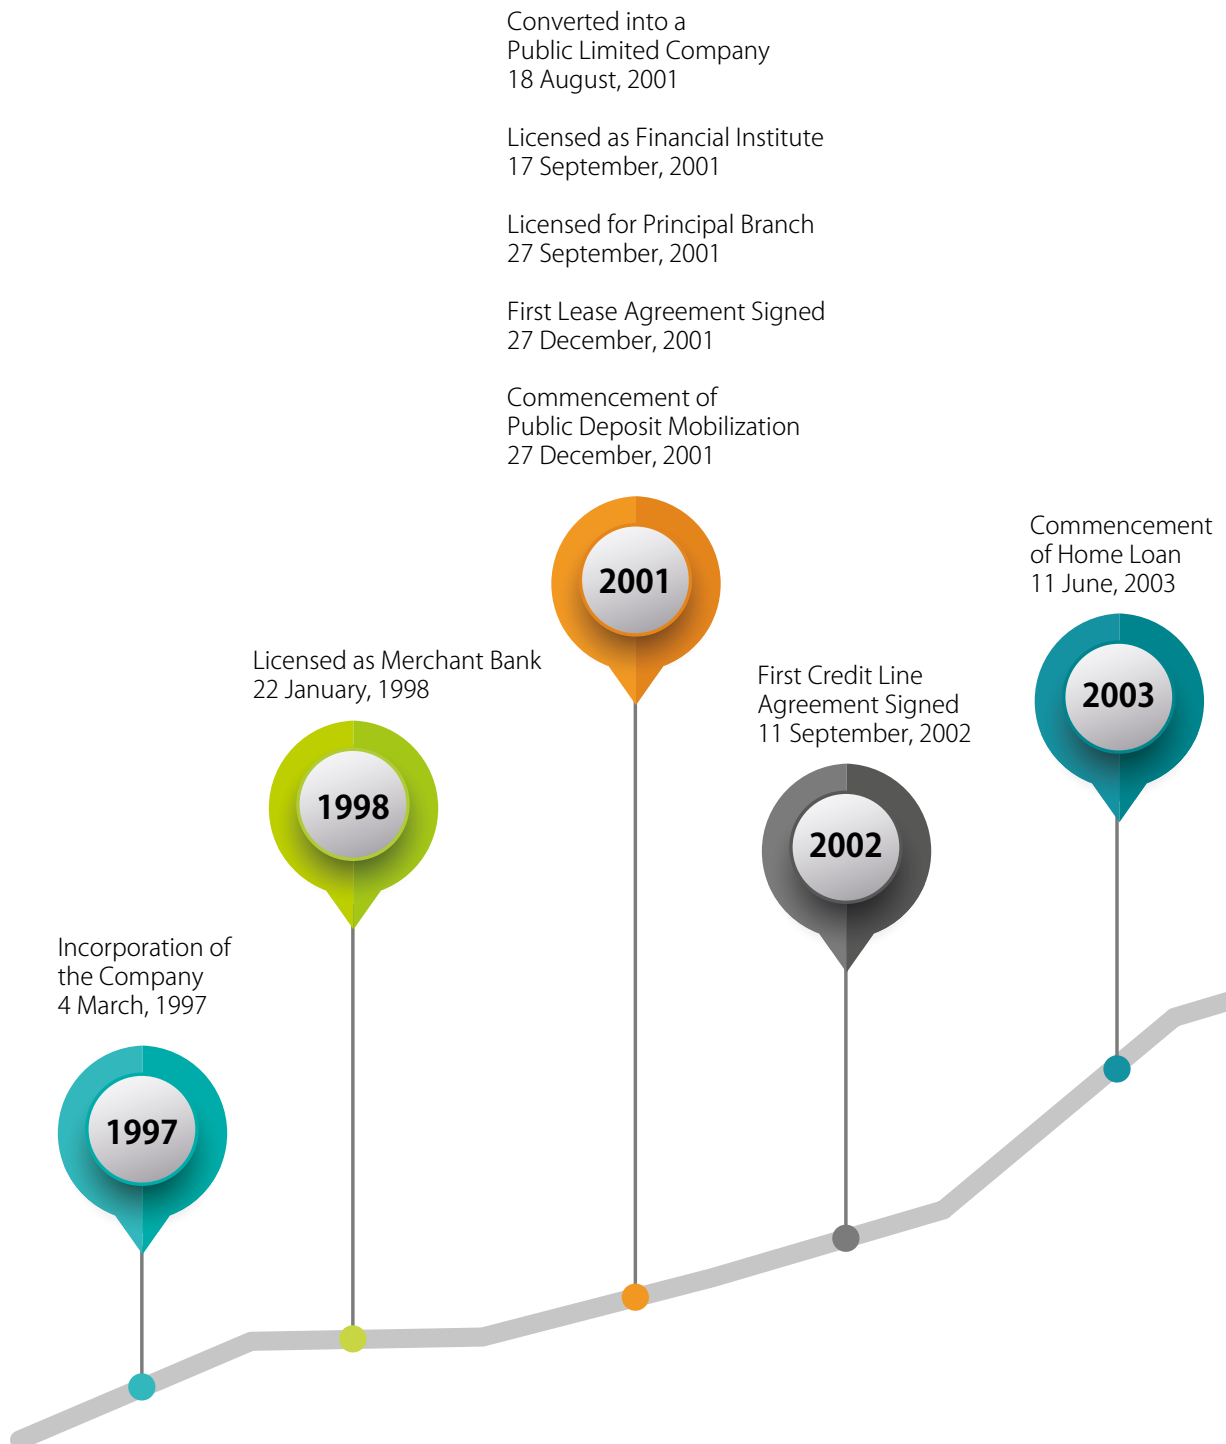 Converted into a
Public Limited Company
18 August, 2001
Licensed as Financial Institute
17 September, 2001
Licensed for Principal Branch
27 September, 2001
First Lease Agreement Signed
27 December, 2001
Commencement of
Public Deposit Mobilization
27 December, 2001
2001
Commencement
of Home Loan
11 June, 2003
2003
Licensed as Merchant Bank
22 January, 1998
1998
First Credit Line
Agreement Signed
11 September, 2002
2002
Incorporation of
the Company
4 March, 1997
1997